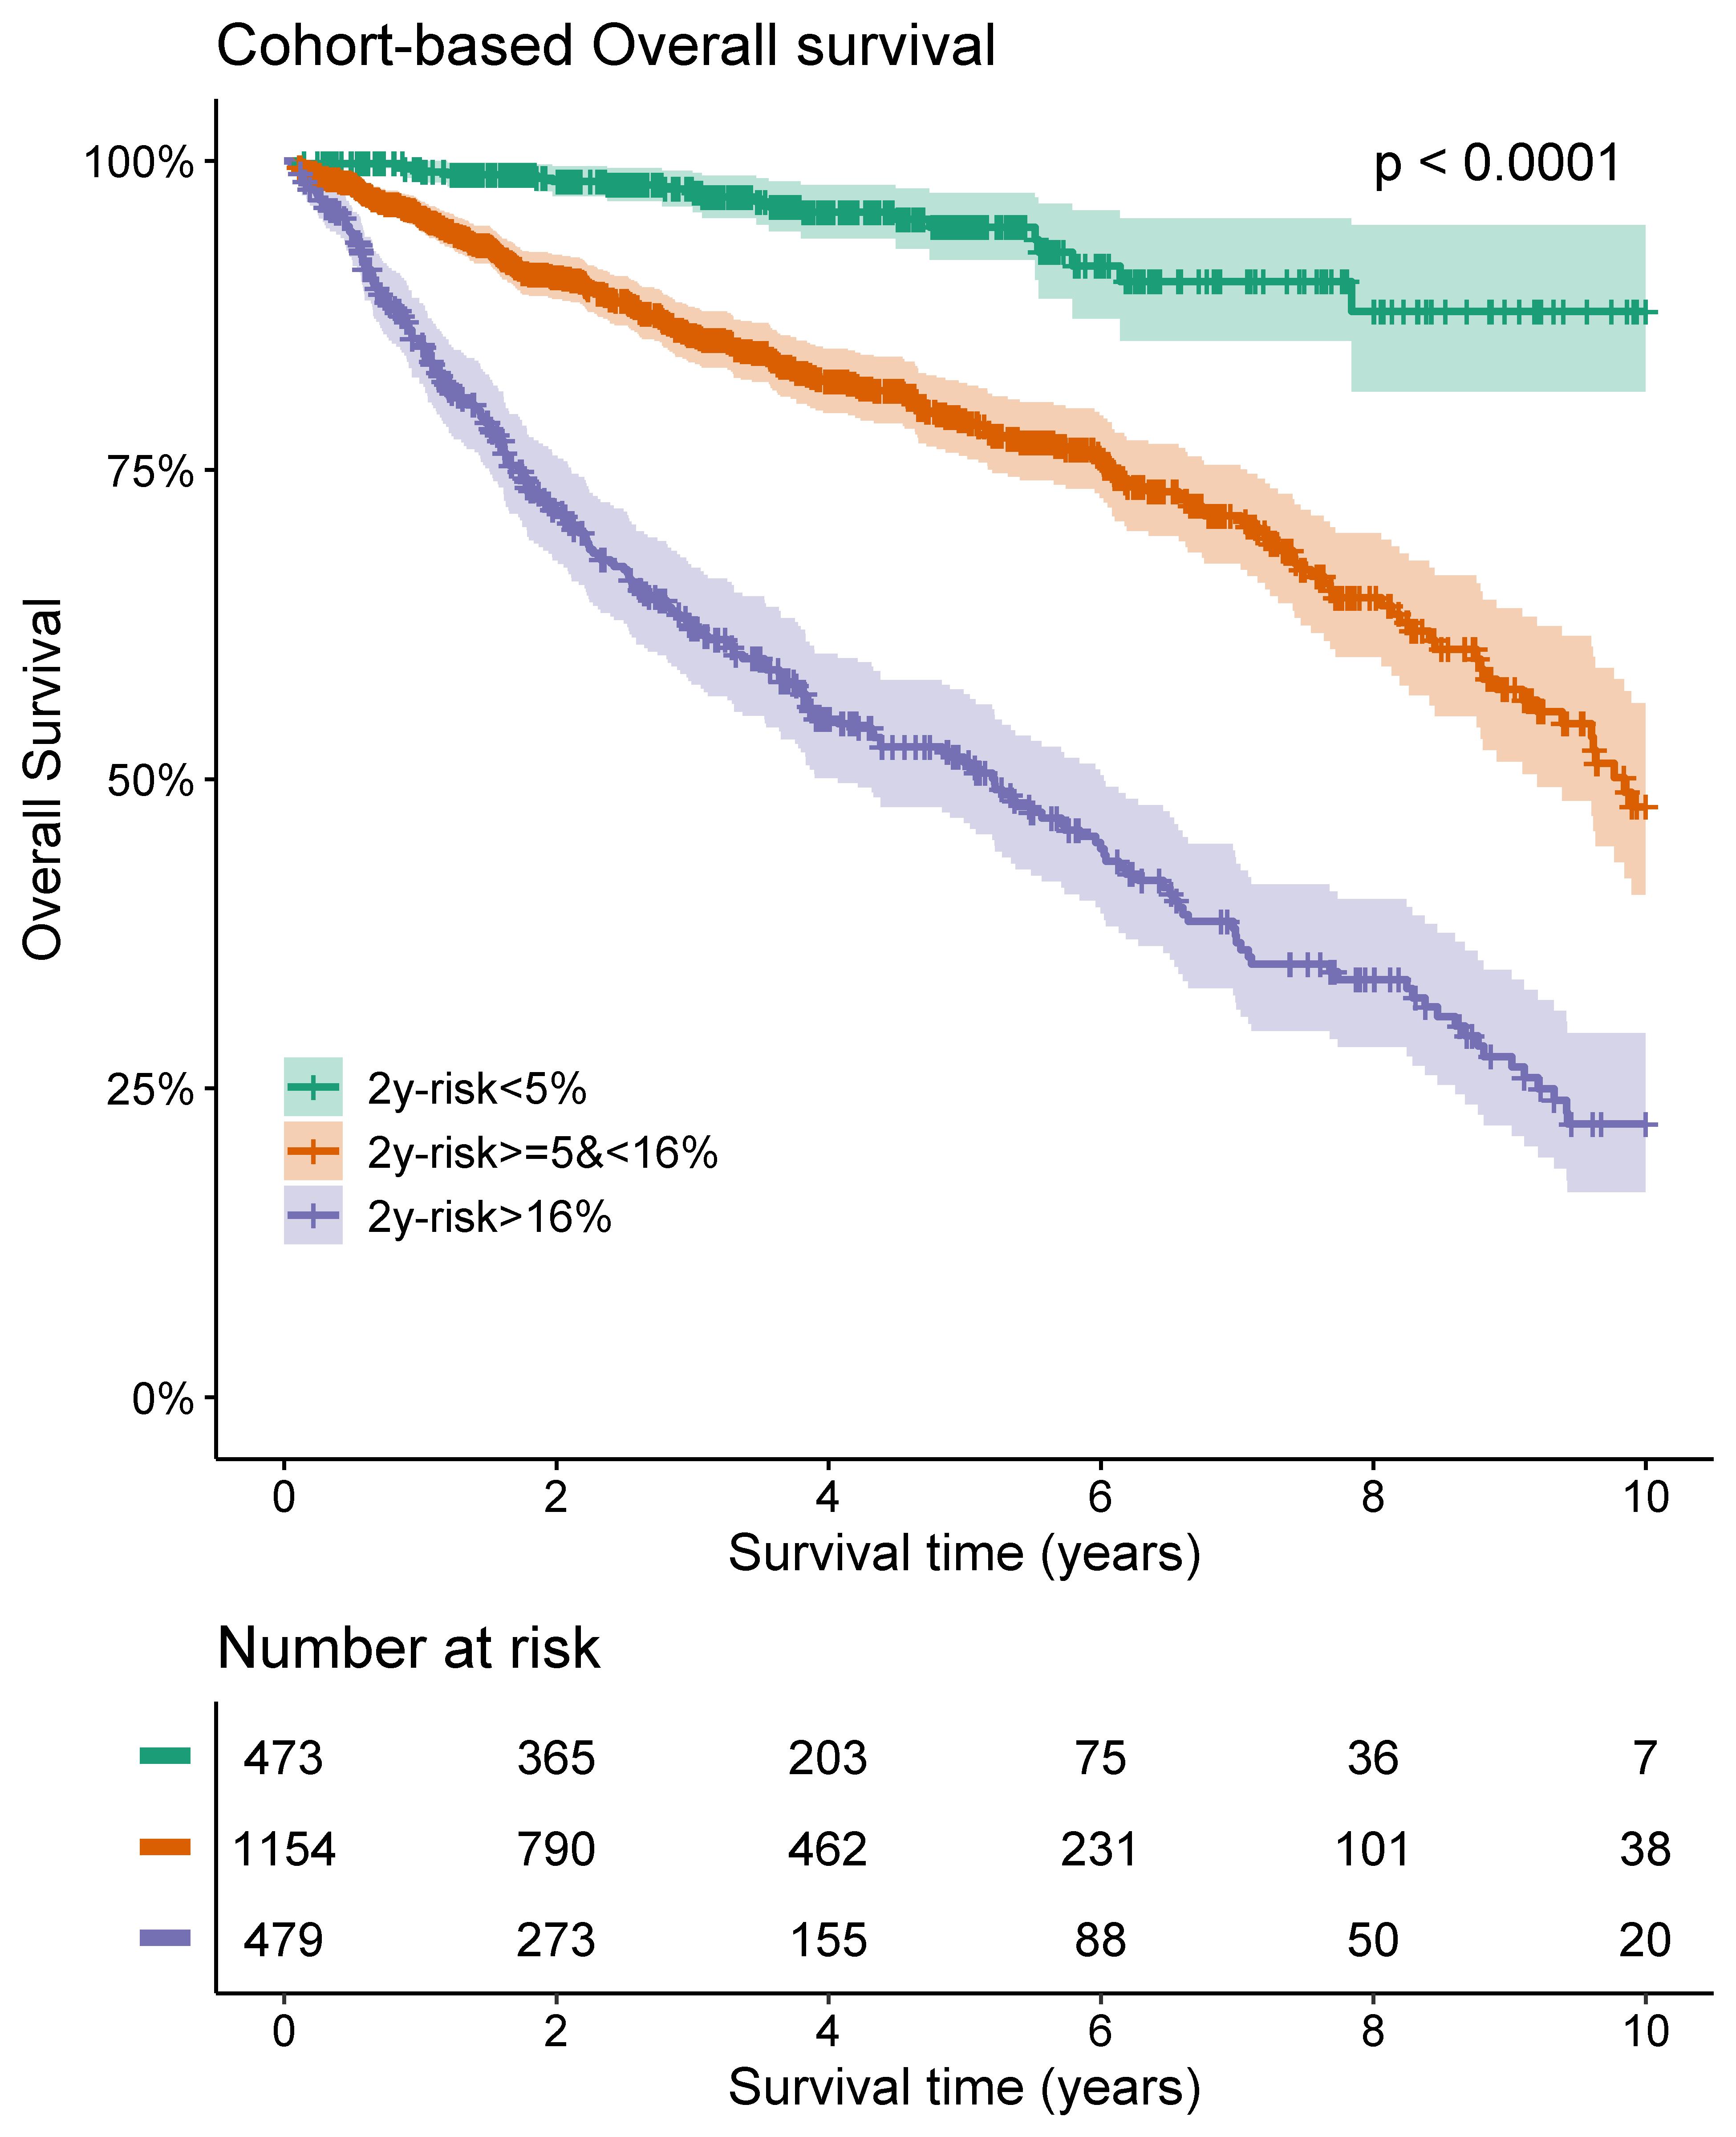 Cohort-based Overall survival
p < 0.0001
100%
75%
50%
25%
0%
Overall Survival
2y-risk<5%
2y-risk>=5&<16%
2y-risk>16%
0 2 4 6 8 10
Survival time (years)
Number at risk
473 365 203 75 36 7
1154 790 462 231 101 38
479 273 155 88 50 20
0 2 4 6 8 10
Survival time (years)